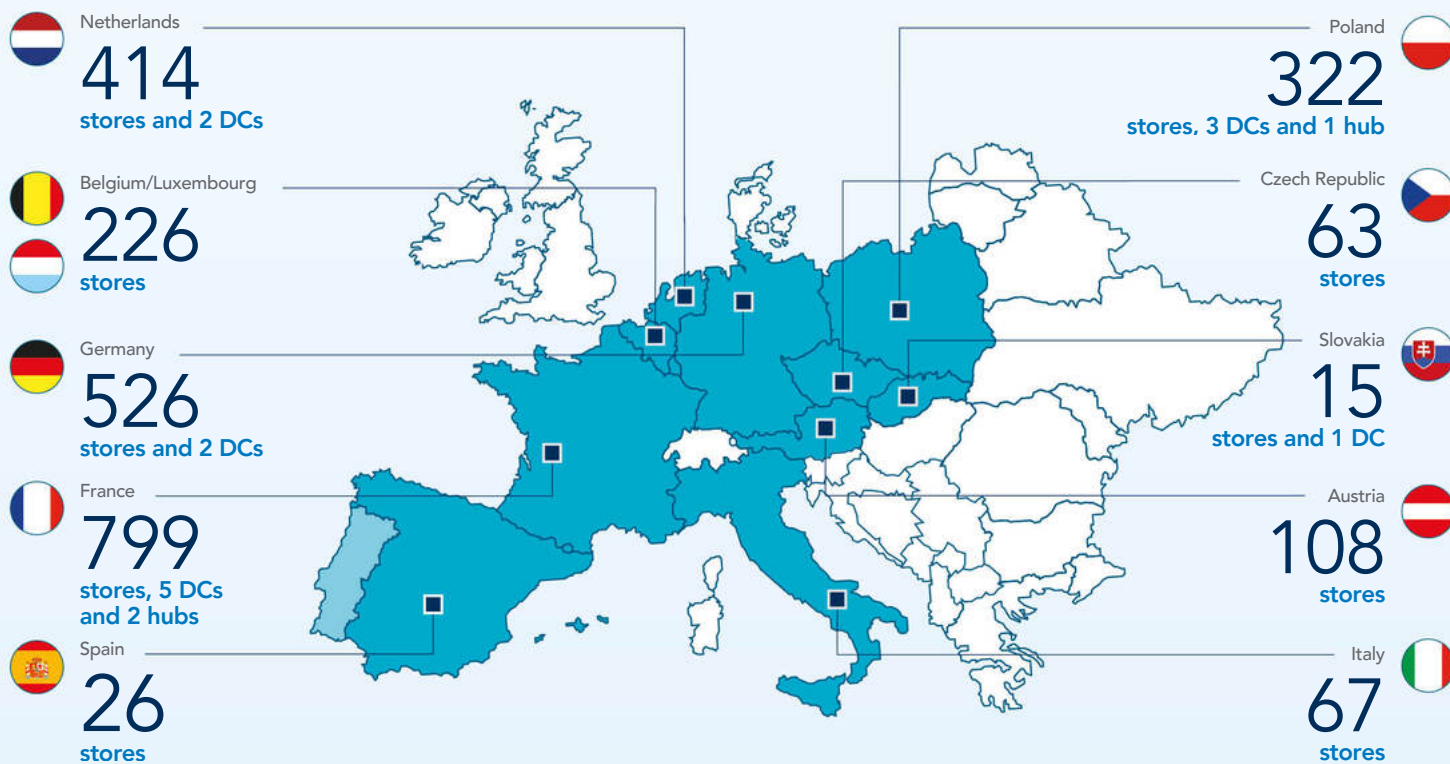 Netherlands
414
stores and 2 DCs
Belgium/Luxembourg
226
stores
Germany
526
stores and 2 DCs
France
799
stores, 5 DCs
and 2 hubs
Spain
26
stores
Poland
322
stores, 3 DCs and 1 hub
Czech Republic
63
stores
Slovakia
15
stores and 1 DC
Austria
108
stores
Italy
67
stores